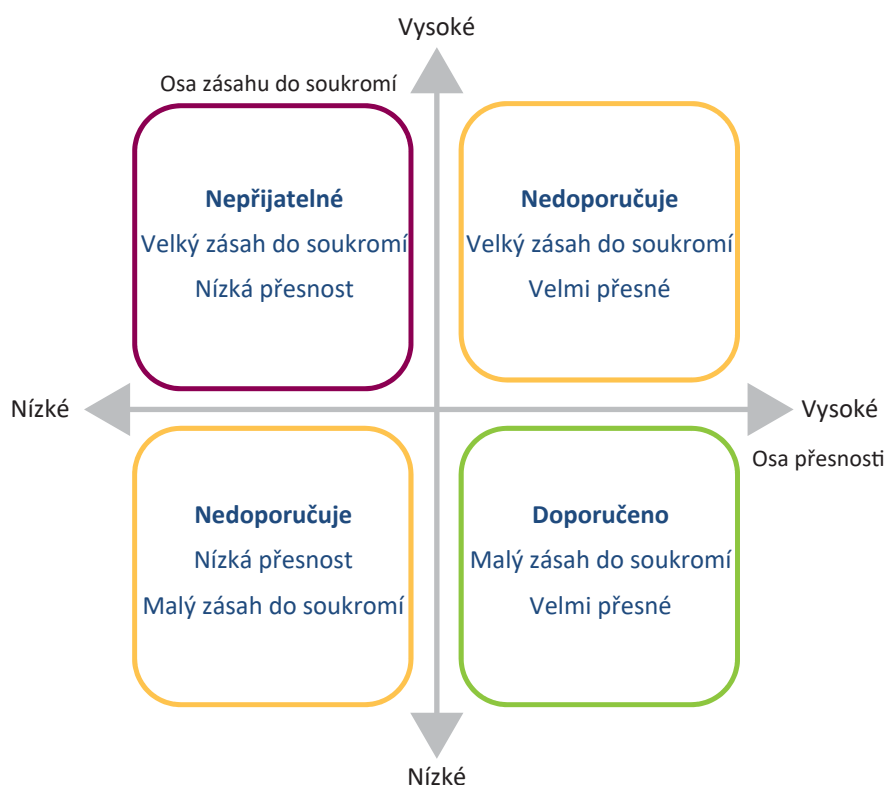 Vysoké
Osa zásahu do soukromí
Nepřijatelné
Velký zásah do soukromí
Nízká přesnost
Nedoporučuje
Velký zásah do soukromí
Velmi přesné
Nízké
Vysoké
Osa přesnosti
Nedoporučuje
Nízká přesnost
Malý zásah do soukromí
Doporučeno
Malý zásah do soukromí
Velmi přesné
Nízké